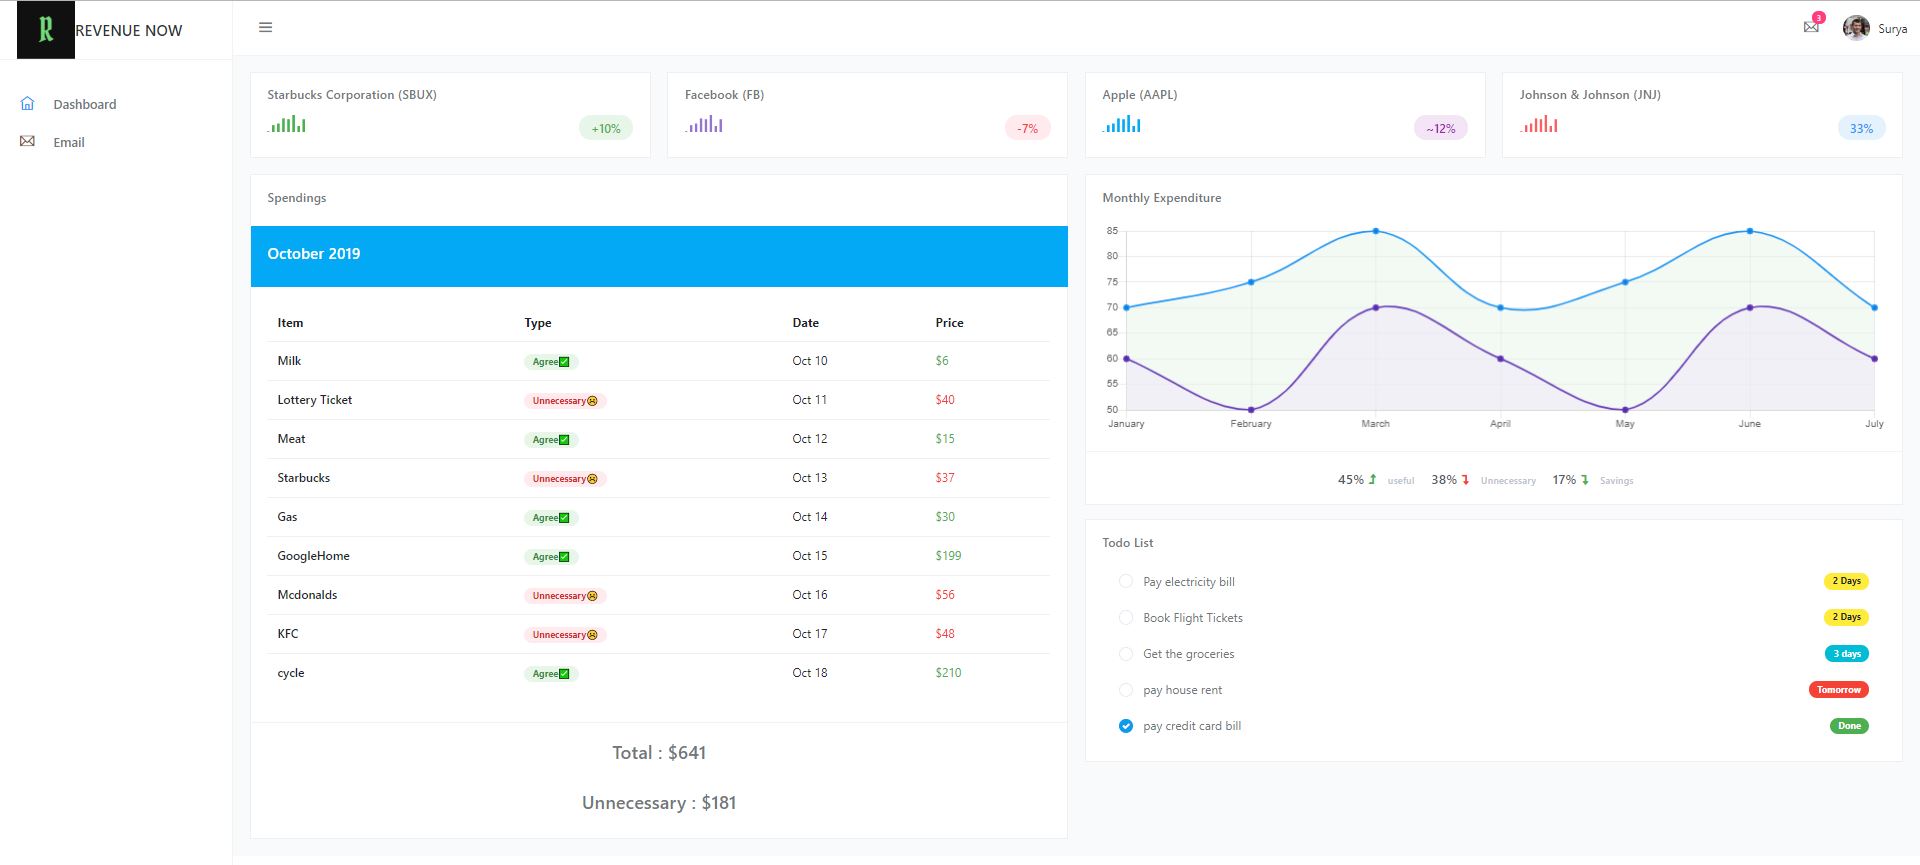 R REVENUE NOW
3
Surya
Dashboard
Email
Starbucks Corporation (SBUX)
+10%
Facebook (FB)
-7%
Apple (AAPL)
~12%
Johnson & Johnson (JNJ)
33%
Spendings
October 2019
Item Type Date Price
Milk Agree✅ Oct 10 $6
Lottery Ticket Unnecessary☹ Oct 11 $40
Meat Agree✅ Oct 12 $15
Starbucks Unnecessary☹ Oct 13 $37
Gas Agree✅ Oct 14 $30
GoogleHome Agree✅ Oct 15 $199
Mcdonalds Unnecessary☹ Oct 16 $56
KFC Unnecessary☹ Oct 17 $48
cycle Agree✅ Oct 18 $210
Total : $641
Unnecessary : $181
Monthly Expenditure
85
80
75
70
65
60
55
50
January February March April May June July
45% useful 38% Unnecessary 17% Savings
Todo List
Pay electricity bill 2 Days
Book Flight Tickets 2 Days
Get the groceries 3 days
pay house rent Tomorrow
pay credit card bill Done